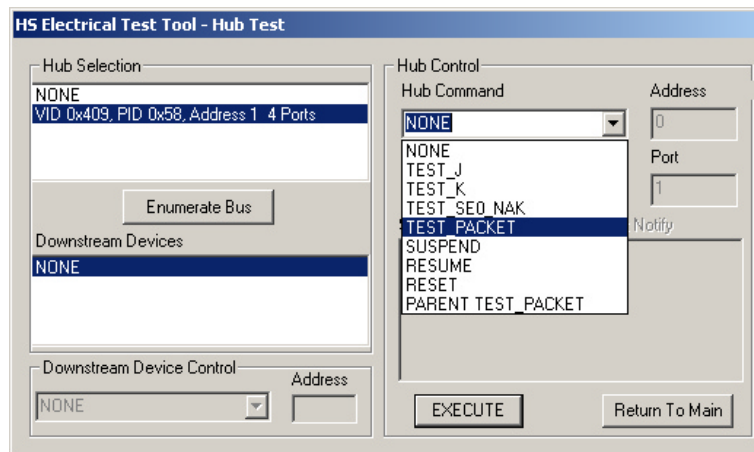 HS Electrical Test Tool - Hub Test
Hub Selection
NONE
VID 0x409, PID 0x58, Address 1 4 Ports
Enumerate Bus
Downstream Devices
NONE
Downstream Device Control
Address
NONE
Hub Control
Hub Command
Address
NONE
0
Port
1
NONE
TEST_J
TEST_K
TEST_SE0_NAK
TEST_PACKET
SUSPEND
RESUME
RESET
PARENT TEST_PACKET
Notify
EXECUTE
Return To Main